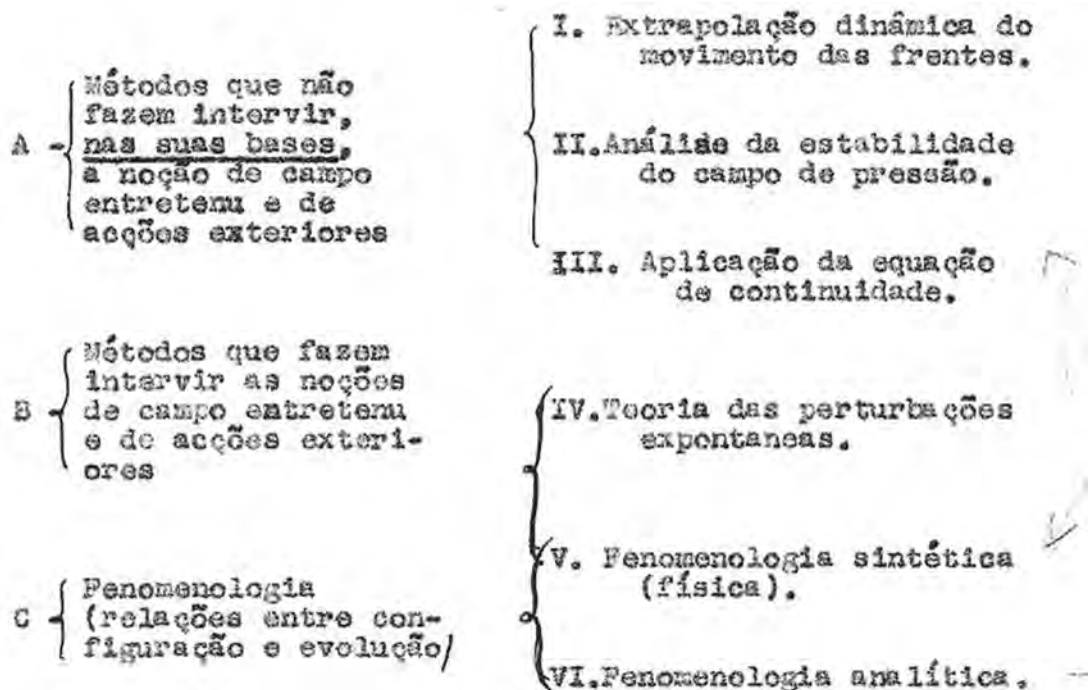 A - Métodos que não
fazem intervir,
nas suas bases,
a noção de campo
entretenu e de
acções exteriores
I. Extrapolação dinâmica do
movimento das frentes.
II.Análise da estabilidade
do campo de pressão.
III. Aplicação da equação
de continuidade.
B - Métodos que fazem
intervir as noções
de campo entretenu
e de acções exteri-
ores
IV.Teoria das perturbações
expontaneas.
C - Fenomenologia
(relações entre con-
figuração e evolução/
V. Fenomenologia sintética
(física).
VI.Fenomenologia analítica.